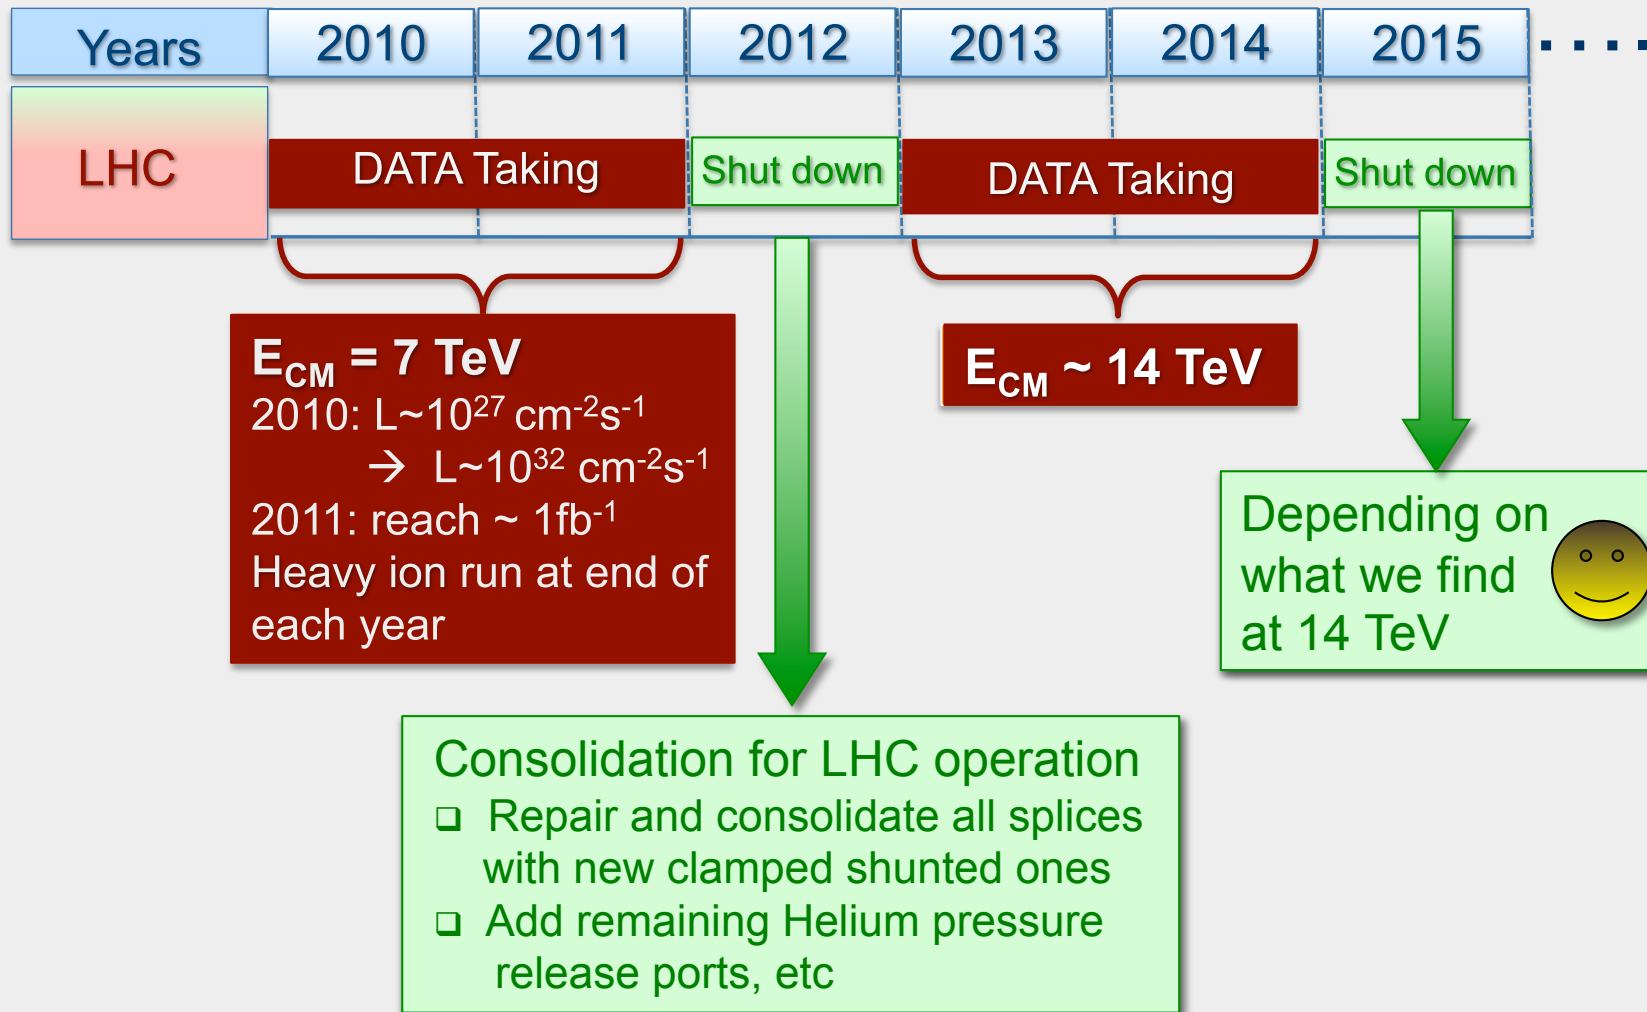 Years 2010 2011 2012 2013 2014 2015 ....
LHC DATA Taking Shut down DATA Taking Shut down
E_CM = 7 TeV
2010: L~10^27 cm^-2s^-1
→ L~10^32 cm^-2s^-1
2011: reach ~ 1fb^-1
Heavy ion run at end of
each year
E_CM ~ 14 TeV
Depending on
what we find
at 14 TeV
Consolidation for LHC operation
❑ Repair and consolidate all splices
with new clamped shunted ones
❑ Add remaining Helium pressure
release ports, etc